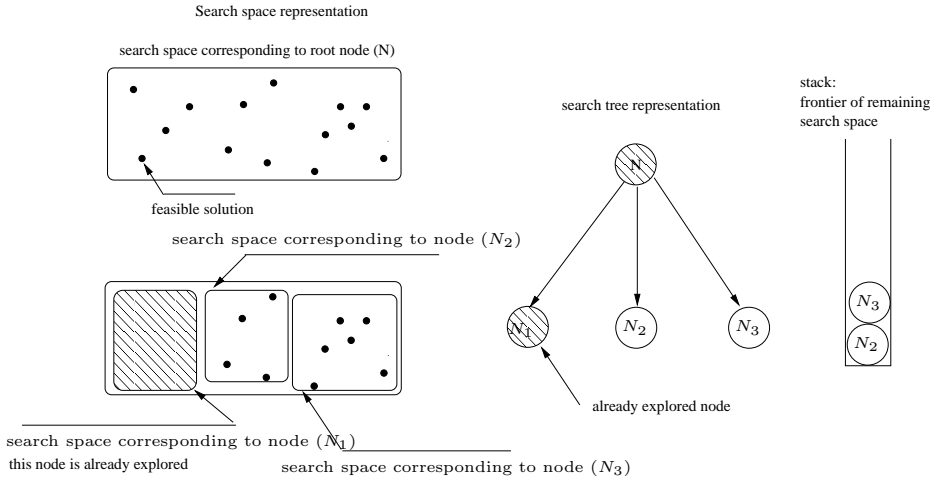 Search space representation
search space corresponding to root node (N)
feasible solution
search space corresponding to node (N₂)
search space corresponding to node (N₁)
this node is already explored
search space corresponding to node (N₃)
search tree representation
N
N₁
N₂
N₃
already explored node
stack:
frontier of remaining
search space
N₃
N₂